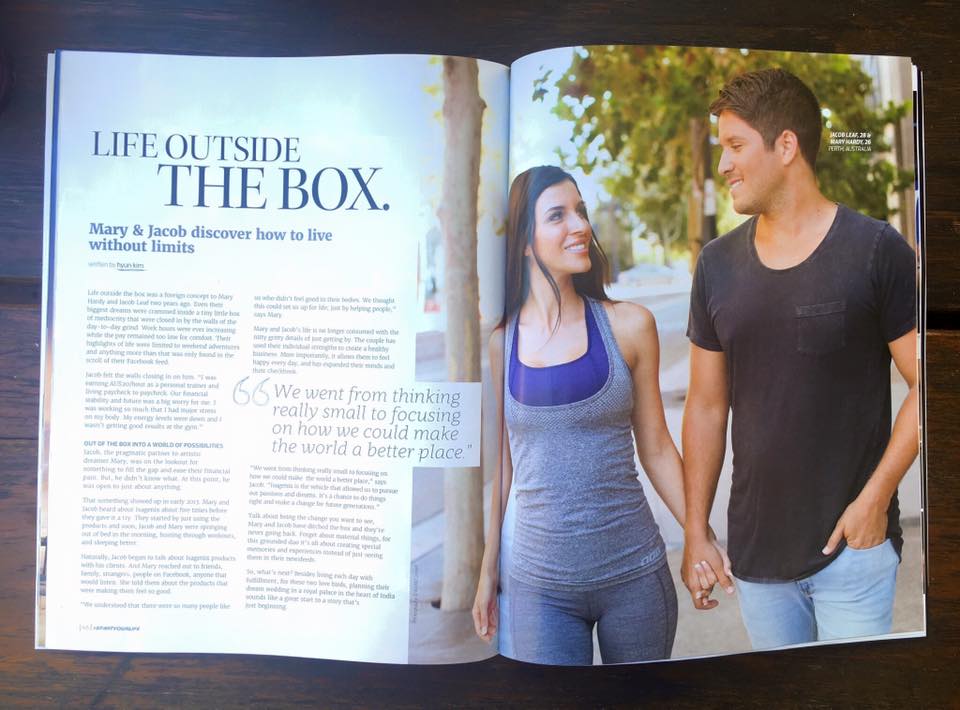 LIFE OUTSIDE
THE BOX.
Mary & Jacob discover how to live
without limits
written by hyun kim
Life outside the box was a foreign concept to Mary
Hardy and Jacob Leaf two years ago. Even their
biggest dreams were crammed inside a tiny little box
of mediocrity that were closed in by the walls of the
day-to-day grind. Work hours were ever increasing
while the pay remained too low for comfort. Their
highlights of life were limited to weekend adventures
and anything more than that was only found in the
scroll of their Facebook feed.
Jacob felt the walls closing in on him. "I was
earning AU$20/hour as a personal trainer and
living paycheck to paycheck. Our financial
stability and future was a big worry for me. I
was working so much that I had major stress
on my body. My energy levels were down and I
wasn't getting good results at the gym."
OUT OF THE BOX INTO A WORLD OF POSSIBILITIES
Jacob, the pragmatic partner to artistic
dreamer Mary, was on the lookout for
something to fill the gap and ease their financial
pain. But, he didn't know what. At this point, he
was open to just about anything.
That something showed up in early 2013. Mary and
Jacob heard about Isagenix about five times before
they gave it a try. They started by just using the
products and soon, Jacob and Mary were springing
out of bed in the morning, busting through workouts,
and sleeping better.
Naturally, Jacob began to talk about Isagenix products
with his clients. And Mary reached out to friends,
family, strangers, people on Facebook, anyone that
would listen. She told them about the products that
were making them feel so good.
"We understood that there were so many people like
us who didn't feel good in their bodies. We thought
this could set us up for life, just by helping people,"
says Mary.
Mary and Jacob's life is no longer consumed with the
nitty gritty details of just getting by. The couple has
used their individual strengths to create a healthy
business. More importantly, it allows them to feel
happy every day, and has expanded their minds and
their checkbook.
“We went from thinking
really small to focusing
on how we could make
the world a better place."
"We went from thinking really small to focusing on
how we could make the world a better place," says
Jacob. "Isagenix is the vehicle that allowed us to pursue
out passions and dreams. It's a chance to do things
right and make a change for future generations."
Talk about being the change you want to see,
Mary and Jacob have ditched the box and they're
never going back. Forget about material things, for
this grounded duo it's all about creating special
memories and experiences instead of just seeing
them in their newsfeeds.
So, what's next? Besides living each day with
fulfillment, for these two love birds, planning their
dream wedding in a royal palace in the heart of India
sounds like a great start to a story that's
just beginning.
#STARTYOURLIFE
JACOB LEAF, 28 &
MARY HARDY, 26
PERTH, AUSTRALIA